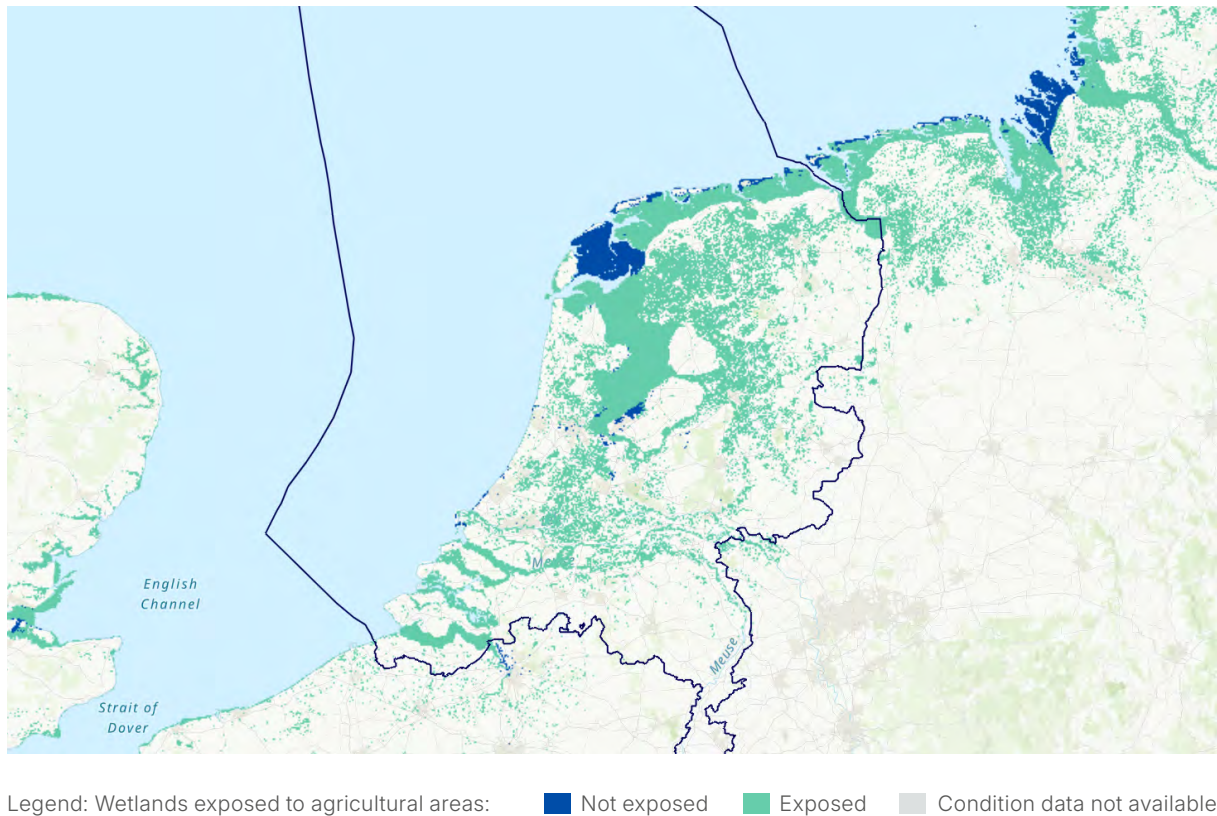 English
Channel
Me
Meuse
Strait of
Dover
Legend: Wetlands exposed to agricultural areas: Not exposed Exposed Condition data not available